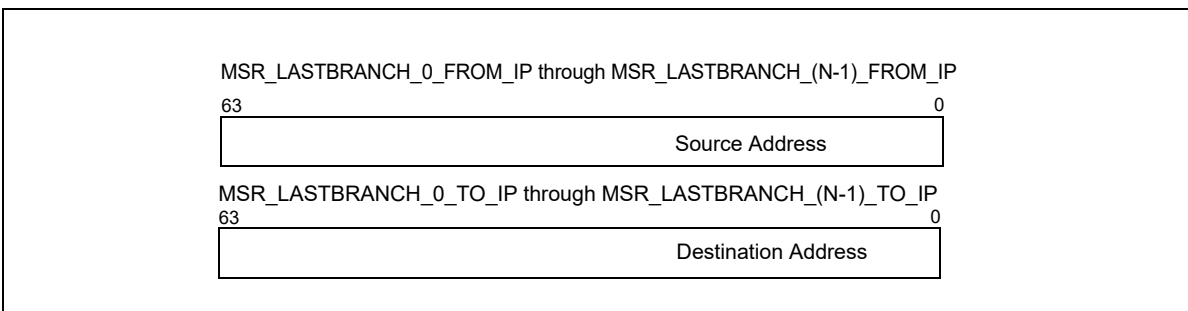 MSR_LASTBRANCH_0_FROM_IP through MSR_LASTBRANCH_(N-1)_FROM_IP
63 0
Source Address
MSR_LASTBRANCH_0_TO_IP through MSR_LASTBRANCH_(N-1)_TO_IP
63 0
Destination Address